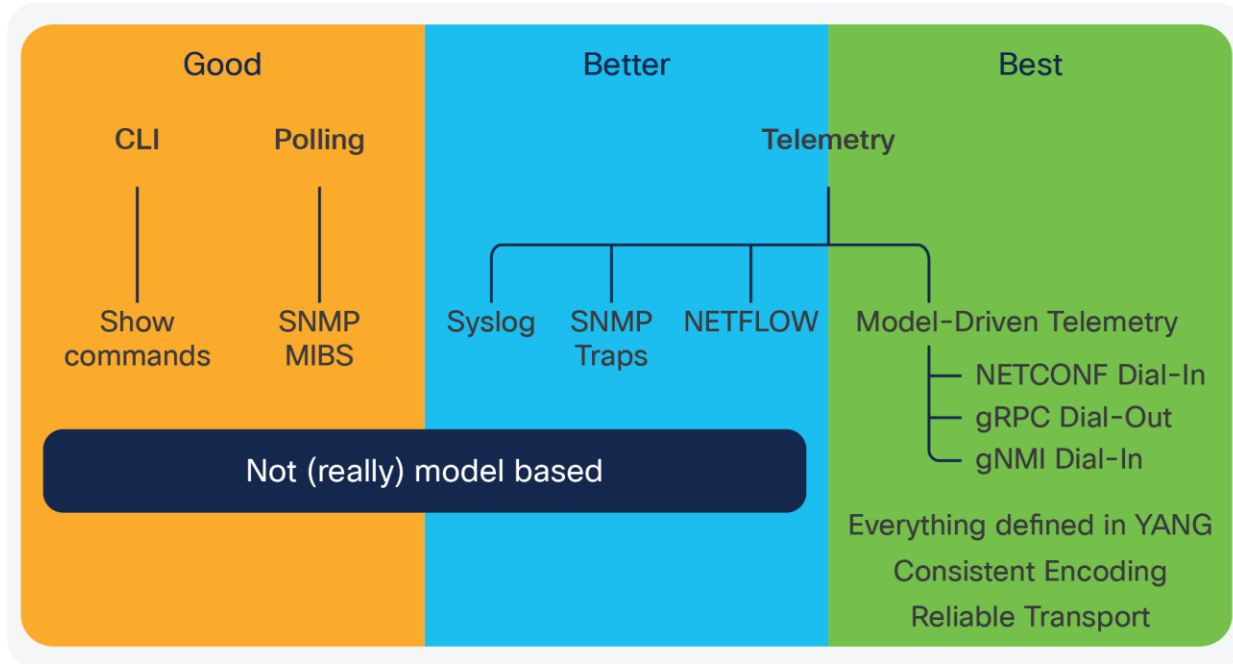 Good
Better
Best
CLI
Polling
Telemetry
Show
commands
SNMP
MIBS
Syslog
SNMP
Traps
NETFLOW
Model-Driven Telemetry
NETCONF Dial-In
gRPC Dial-Out
gNMI Dial-In
Not (really) model based
Everything defined in YANG
Consistent Encoding
Reliable Transport